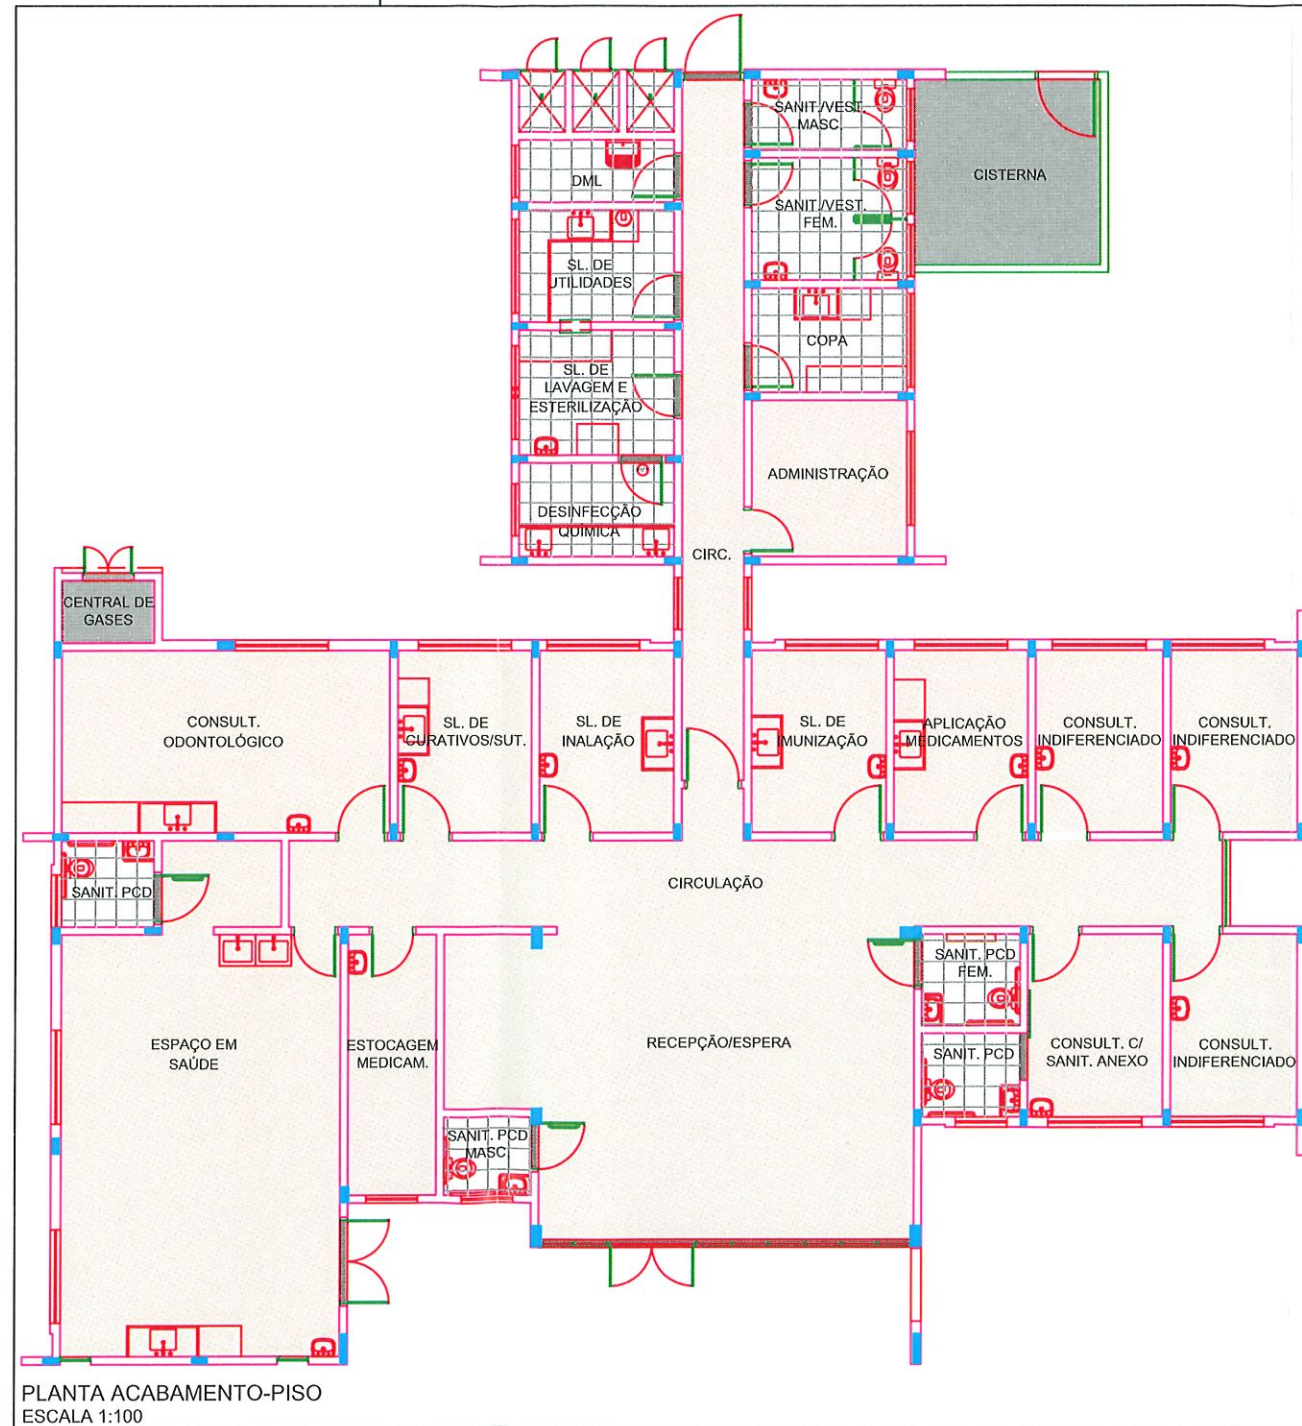 SANIT./VEST.
MASC.
DML
CISTERNA
SANIT./VEST.
FEM.
SL. DE
UTILIDADES
COPA
SL. DE
LAVAGEM E
ESTERILIZAÇÃO
ADMINISTRAÇÃO
DESINFECÇÃO
QUÍMICA
CIRC.
CENTRAL DE
GASES
CONSULT.
ODONTOLÓGICO
SL. DE
CURATIVOS/SUT.
SL. DE
INALAÇÃO
SL. DE
IMUNIZAÇÃO
APLICAÇÃO
MEDICAMENTOS
CONSULT.
INDIFERENCIADO
CONSULT.
INDIFERENCIADO
CIRCULAÇÃO
SANIT. PCD
SANIT. PCD
FEM.
ESPAÇO EM
SAÚDE
ESTOCAGEM
MEDICAM.
RECEPÇÃO/ESPERA
SANIT. PCD
CONSULT. C/
SANIT. ANEXO
CONSULT.
INDIFERENCIADO
SANIT. PCD
MASC.
PLANTA ACABAMENTO-PISO
ESCALA 1:100